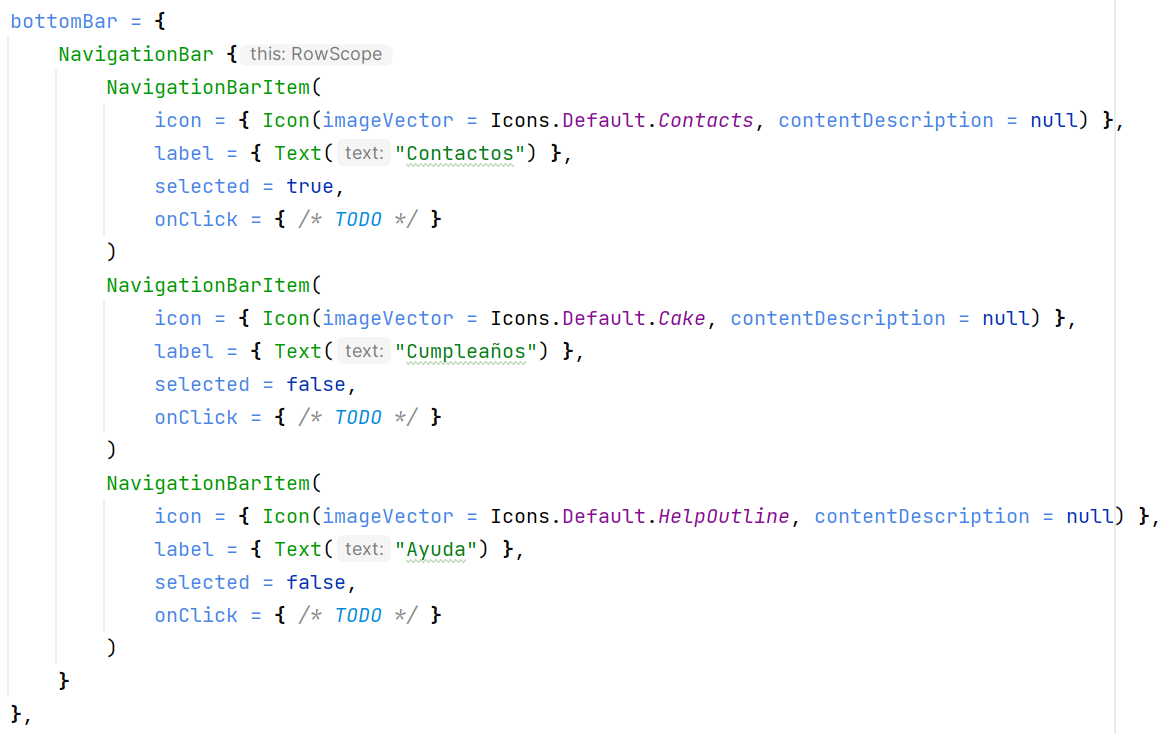 bottomBar = {
    NavigationBar { this: RowScope
        NavigationBarItem(
            icon = { Icon(imageVector = Icons.Default.Contacts, contentDescription = null) },
            label = { Text( text: "Contactos") },
            selected = true,
            onClick = { /* TODO */ }
        )
        NavigationBarItem(
            icon = { Icon(imageVector = Icons.Default.Cake, contentDescription = null) },
            label = { Text( text: "Cumpleaños") },
            selected = false,
            onClick = { /* TODO */ }
        )
        NavigationBarItem(
            icon = { Icon(imageVector = Icons.Default.HelpOutline, contentDescription = null) },
            label = { Text( text: "Ayuda") },
            selected = false,
            onClick = { /* TODO */ }
        )
    }
},